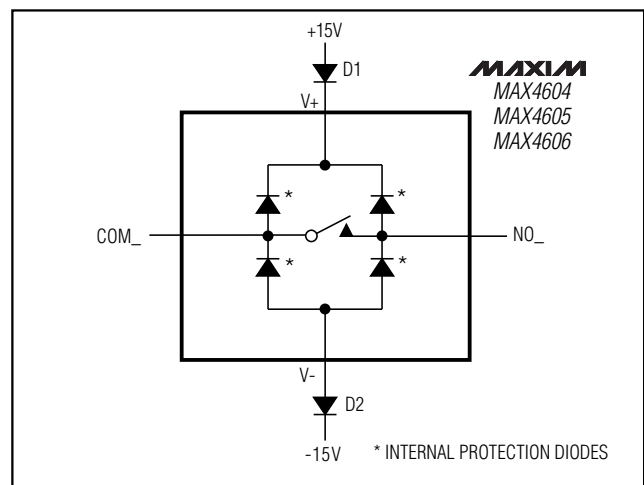 +15V
D1
MAXIM
V+
MAX4604
MAX4605
MAX4606
*
*
COM_
NO_
*
*
V-
D2
-15V
* INTERNAL PROTECTION DIODES